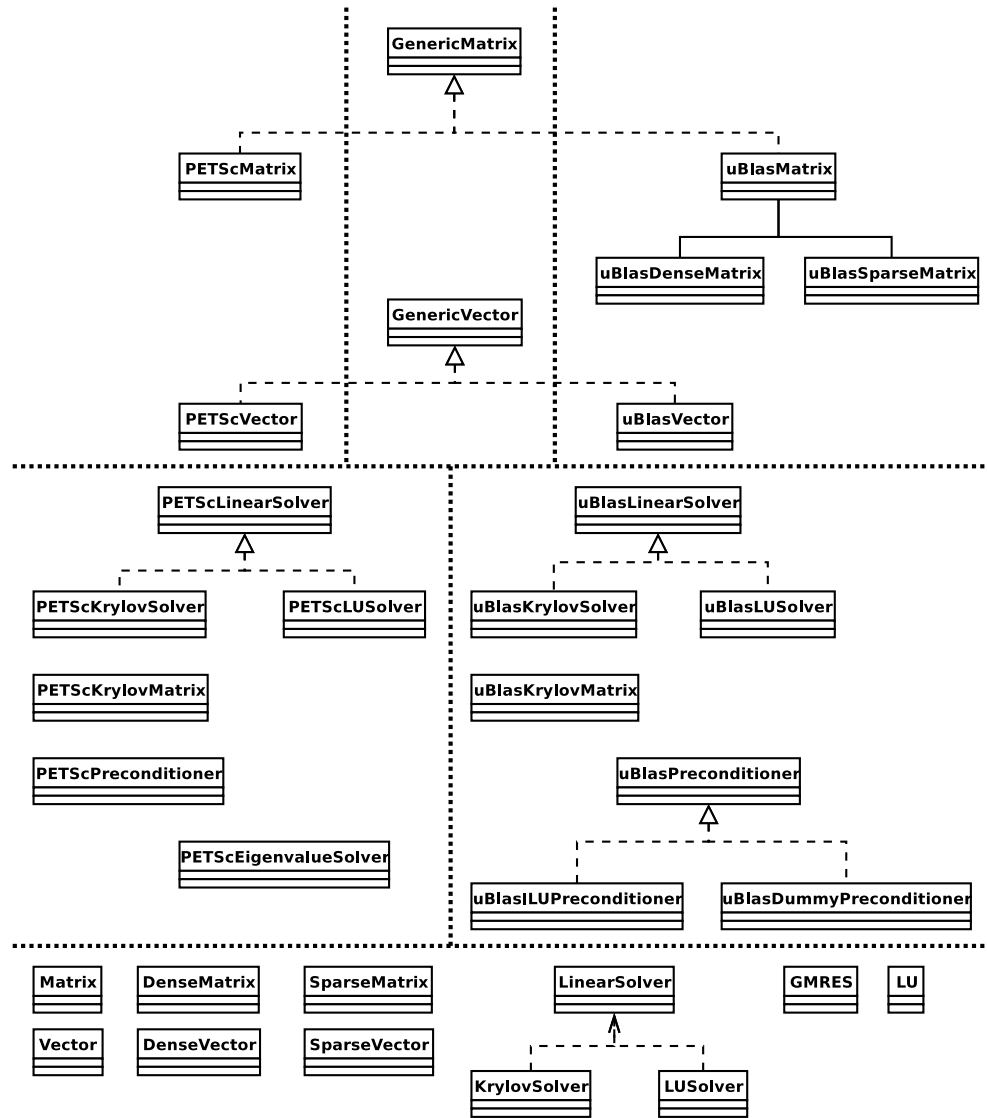 GenericMatrix
PETScMatrix
uBlasMatrix
uBlasDenseMatrix
uBlasSparseMatrix
GenericVector
PETScVector
uBlasVector
PETScLinearSolver
uBlasLinearSolver
PETScKrylovSolver
PETScLUSolver
uBlasKrylovSolver
uBlasLUSolver
PETScKrylovMatrix
uBlasKrylovMatrix
PETScPreconditioner
uBlasPreconditioner
PETScEigenvalueSolver
uBlasILUPreconditioner
uBlasDummyPreconditioner
Matrix
DenseMatrix
SparseMatrix
LinearSolver
GMRES
LU
Vector
DenseVector
SparseVector
KrylovSolver
LUSolver